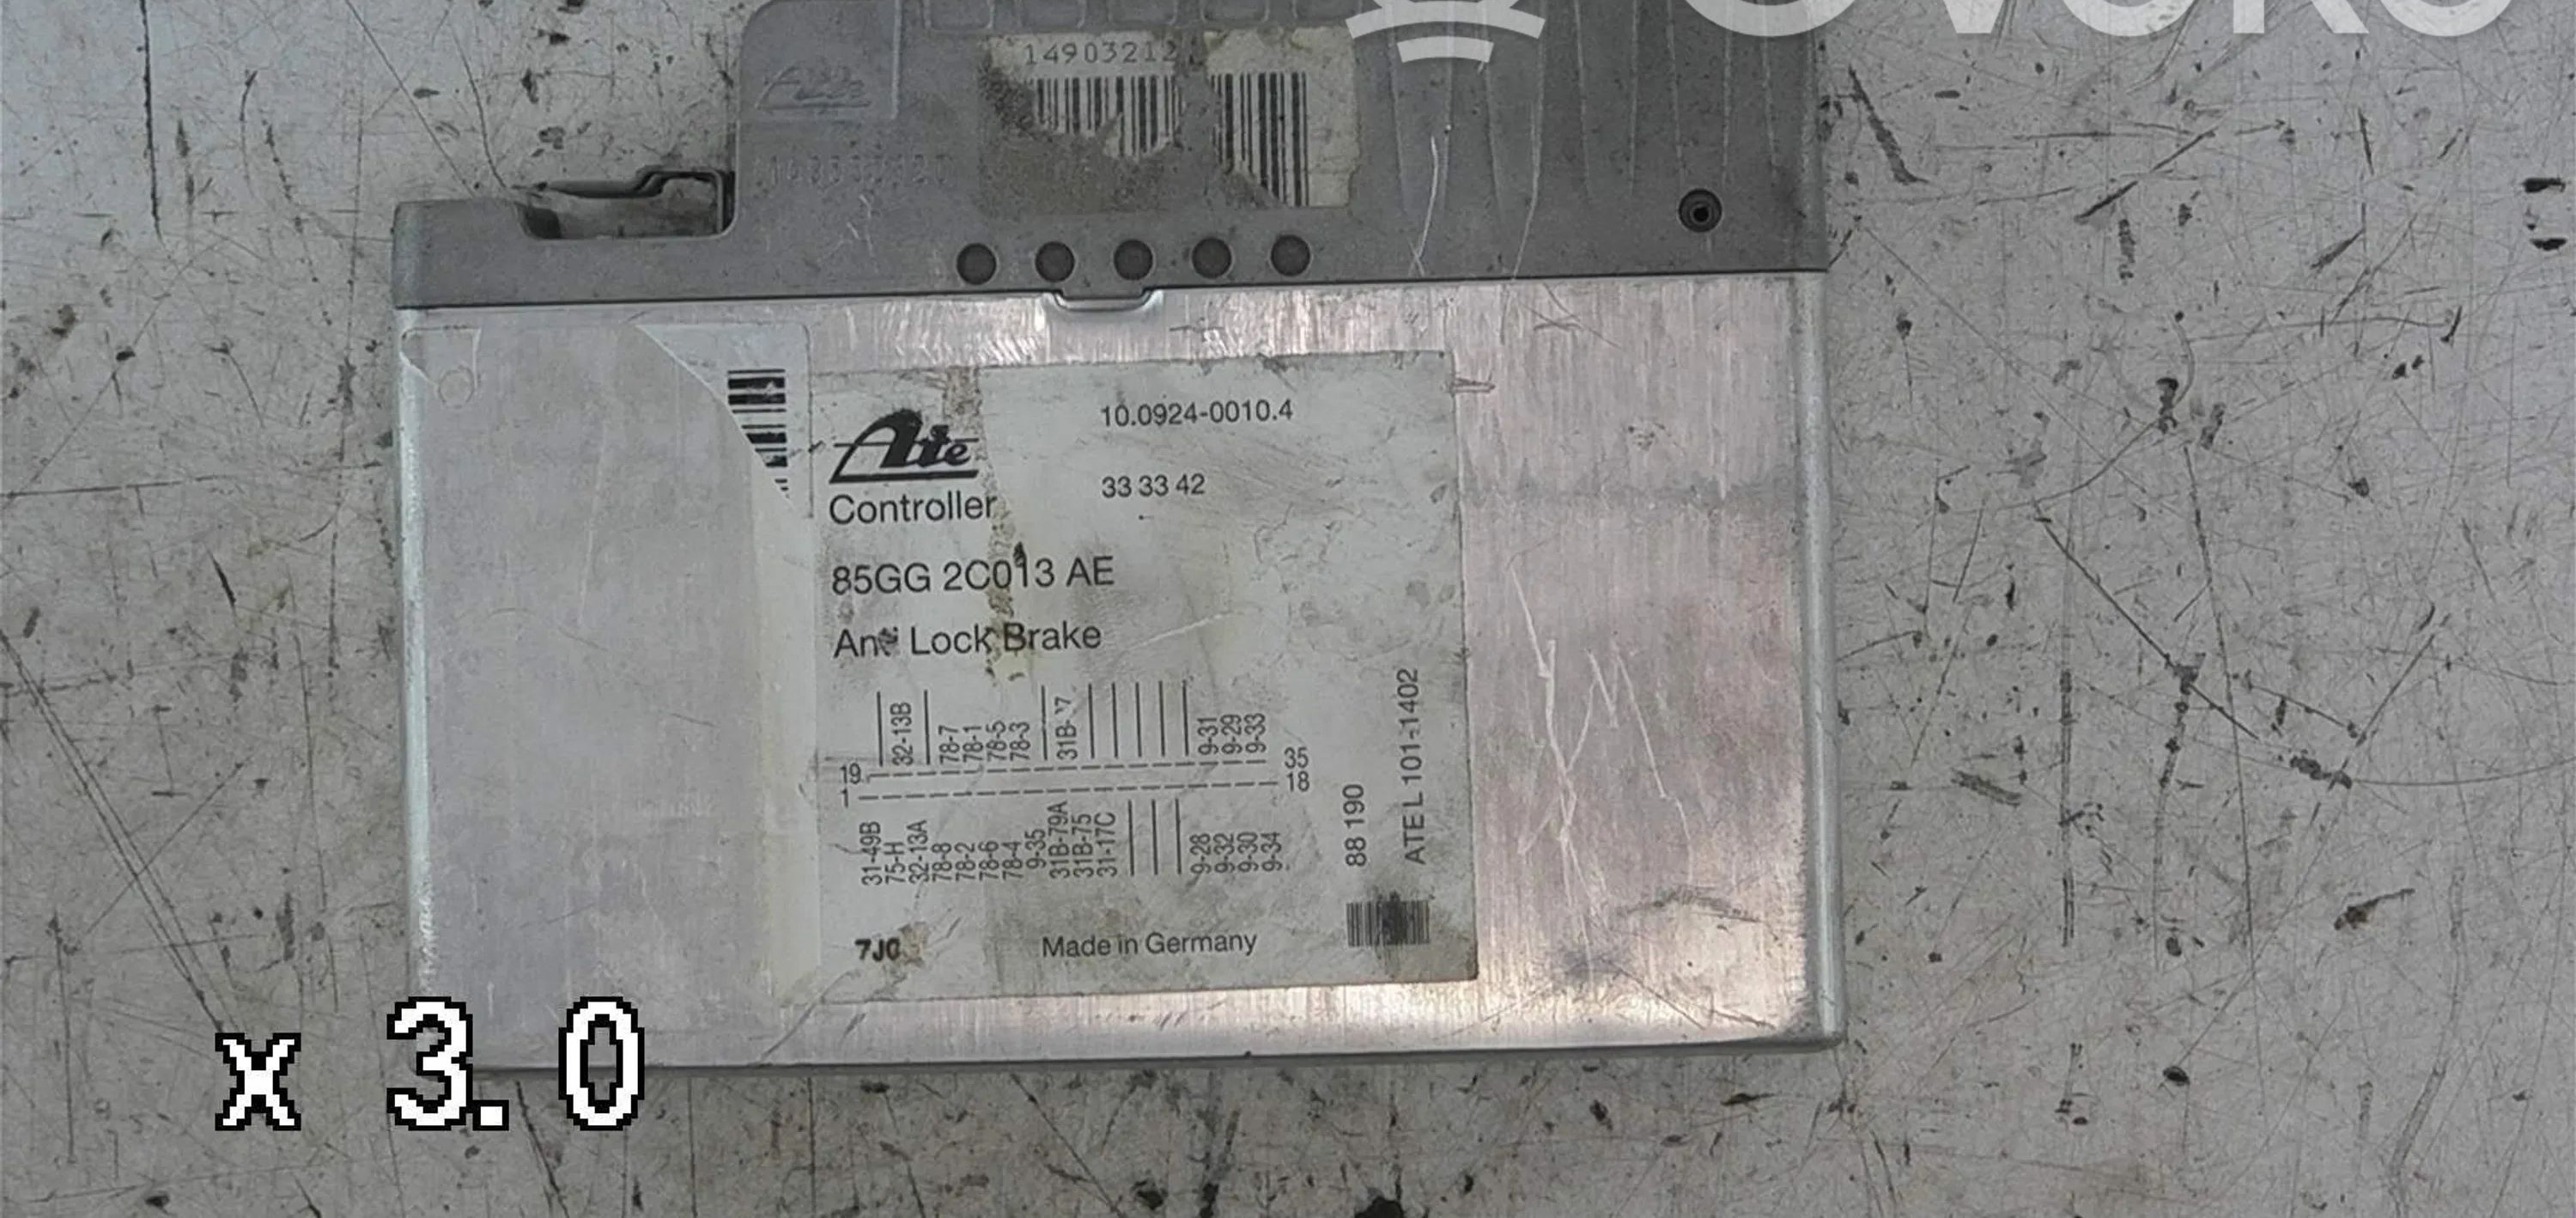 14903212
Ate
10.0924-0010.4
Controller
33 33 42
85GG 2C013 AE
Anti Lock Brake
32-13B
78-7
78-1
78-5
78-3
9-31
9-29
9-33
19
35
1
18
31-49B
75-H
32-13A
78-8
78-2
78-6
78-4
9-35
31B-79A
31B-75
31-17C
9-28
9-32
9-30
9-34
88 190
ATE L 101-1402
7J0
Made in Germany
x 3.0